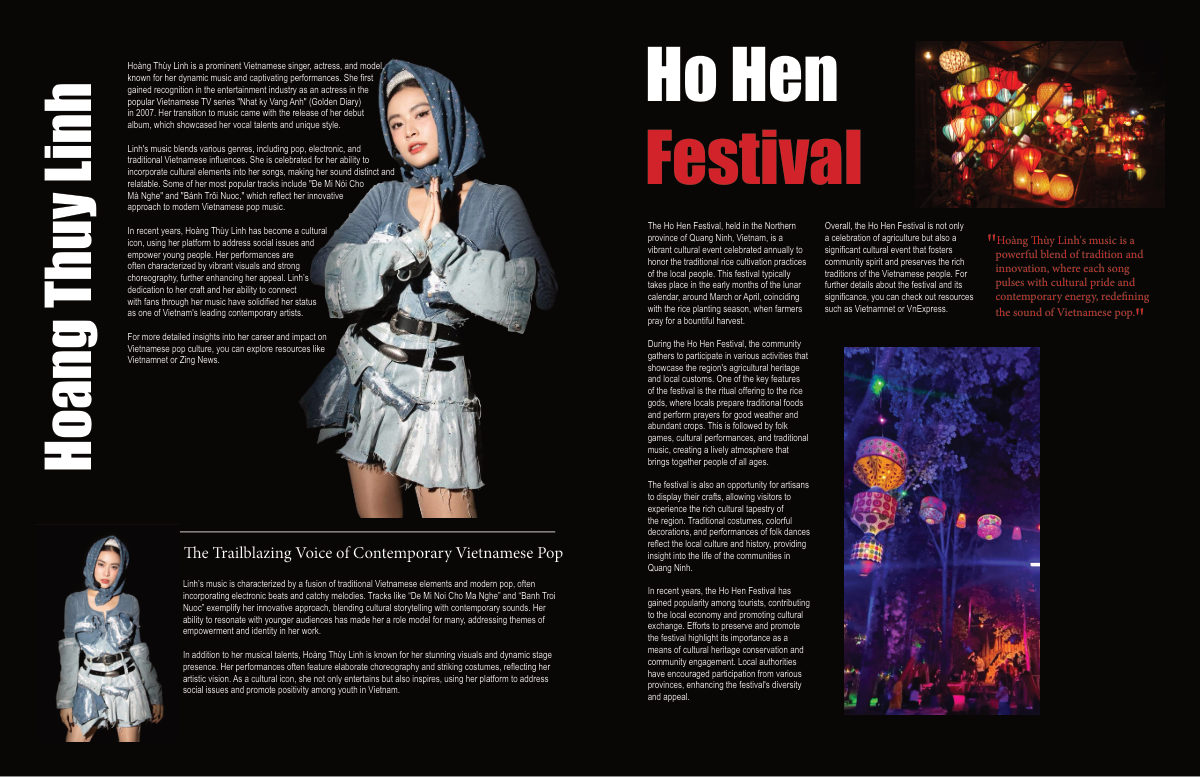 Hoang Thuy Linh
Hoàng Thùy Linh is a prominent Vietnamese singer, actress, and model,
known for her dynamic music and captivating performances. She first
gained recognition in the entertainment industry as an actress in the
popular Vietnamese TV series "Nhat ky Vang Anh" (Golden Diary)
in 2007. Her transition to music came with the release of her debut
album, which showcased her vocal talents and unique style.
Linh's music blends various genres, including pop, electronic, and
traditional Vietnamese influences. She is celebrated for her ability to
incorporate cultural elements into her songs, making her sound distinct and
relatable. Some of her most popular tracks include "De Mi Nói Cho
Mà Nghe" and "Bánh Trôi Nuoc," which reflect her innovative
approach to modern Vietnamese pop music.
In recent years, Hoàng Thùy Linh has become a cultural
icon, using her platform to address social issues and
empower young people. Her performances are
often characterized by vibrant visuals and strong
choreography, further enhancing her appeal. Linh's
dedication to her craft and her ability to connect
with fans through her music have solidified her status
as one of Vietnam's leading contemporary artists.
For more detailed insights into her career and impact on
Vietnamese pop culture, you can explore resources like
Vietnamnet or Zing News.
The Trailblazing Voice of Contemporary Vietnamese Pop
Linh's music is characterized by a fusion of traditional Vietnamese elements and modern pop, often
incorporating electronic beats and catchy melodies. Tracks like “De Mi Noi Cho Ma Nghe” and “Banh Troi
Nuoc” exemplify her innovative approach, blending cultural storytelling with contemporary sounds. Her
ability to resonate with younger audiences has made her a role model for many, addressing themes of
empowerment and identity in her work.
In addition to her musical talents, Hoàng Thùy Linh is known for her stunning visuals and dynamic stage
presence. Her performances often feature elaborate choreography and striking costumes, reflecting her
artistic vision. As a cultural icon, she not only entertains but also inspires, using her platform to address
social issues and promote positivity among youth in Vietnam.
Ho Hen
Festival
The Ho Hen Festival, held in the Northern
province of Quang Ninh, Vietnam, is a
vibrant cultural event celebrated annually to
honor the traditional rice cultivation practices
of the local people. This festival typically
takes place in the early months of the lunar
calendar, around March or April, coinciding
with the rice planting season, when farmers
pray for a bountiful harvest.
During the Ho Hen Festival, the community
gathers to participate in various activities that
showcase the region's agricultural heritage
and local customs. One of the key features
of the festival is the ritual offering to the rice
gods, where locals prepare traditional foods
and perform prayers for good weather and
abundant crops. This is followed by folk
games, cultural performances, and traditional
music, creating a lively atmosphere that
brings together people of all ages.
The festival is also an opportunity for artisans
to display their crafts, allowing visitors to
experience the rich cultural tapestry of
the region. Traditional costumes, colorful
decorations, and performances of folk dances
reflect the local culture and history, providing
insight into the life of the communities in
Quang Ninh.
In recent years, the Ho Hen Festival has
gained popularity among tourists, contributing
to the local economy and promoting cultural
exchange. Efforts to preserve and promote
the festival highlight its importance as a
means of cultural heritage conservation and
community engagement. Local authorities
have encouraged participation from various
provinces, enhancing the festival's diversity
and appeal.
Overall, the Ho Hen Festival is not only
a celebration of agriculture but also a
significant cultural event that fosters
community spirit and preserves the rich
traditions of the Vietnamese people. For
further details about the festival and its
significance, you can check out resources
such as Vietnamnet or VnExpress.
"Hoàng Thùy Linh's music is a
powerful blend of tradition and
innovation, where each song
pulses with cultural pride and
contemporary energy, redefining
the sound of Vietnamese pop."